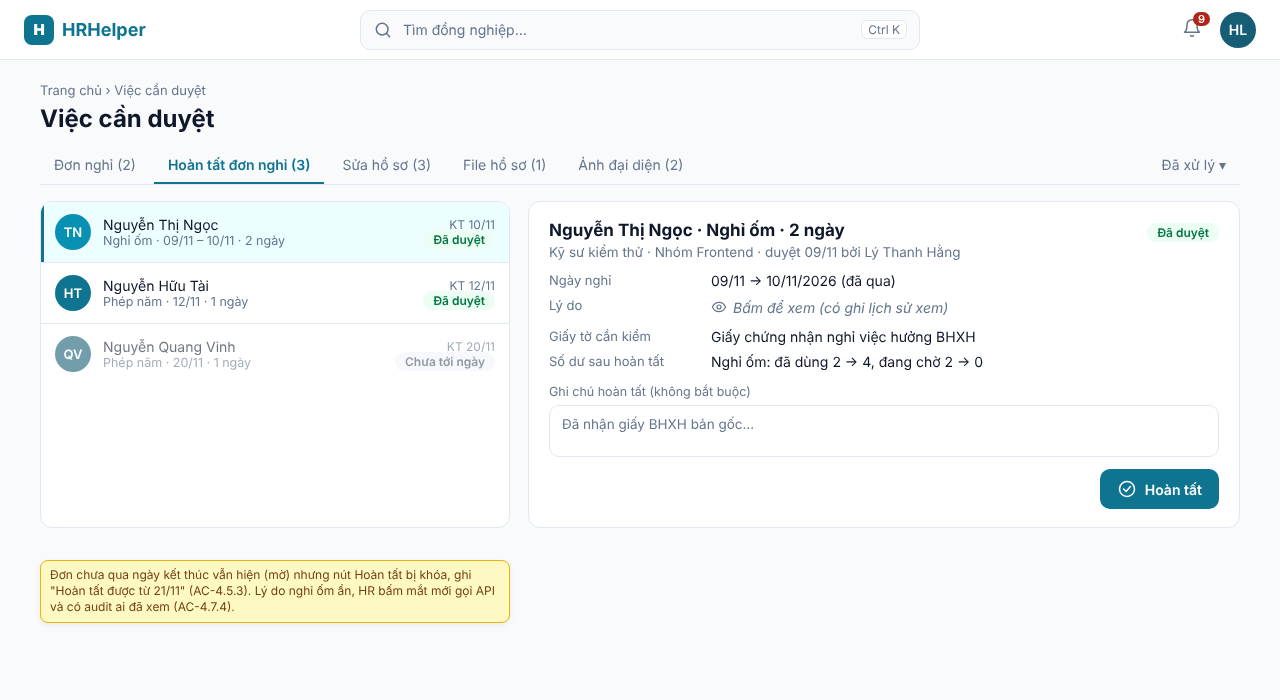 H HRHelper
Tìm đồng nghiệp...
Ctrl K
9
HL
Trang chủ › Việc cần duyệt
Việc cần duyệt
Đơn nghỉ (2)
Hoàn tất đơn nghỉ (3)
Sửa hồ sơ (3)
File hồ sơ (1)
Ảnh đại diện (2)
Đã xử lý ▾
TN
Nguyễn Thị Ngọc
KT 10/11
Nghỉ ốm · 09/11 – 10/11 · 2 ngày
Đã duyệt
HT
Nguyễn Hữu Tài
KT 12/11
Phép năm · 12/11 · 1 ngày
Đã duyệt
QV
Nguyễn Quang Vinh
KT 20/11
Phép năm · 20/11 · 1 ngày
Chưa tới ngày
Nguyễn Thị Ngọc · Nghỉ ốm · 2 ngày
Đã duyệt
Kỹ sư kiểm thử · Nhóm Frontend · duyệt 09/11 bởi Lý Thanh Hằng
Ngày nghỉ
09/11 → 10/11/2026 (đã qua)
Lý do
Bấm để xem (có ghi lịch sử xem)
Giấy tờ cần kiểm
Giấy chứng nhận nghỉ việc hưởng BHXH
Số dư sau hoàn tất
Nghỉ ốm: đã dùng 2 → 4, đang chờ 2 → 0
Ghi chú hoàn tất (không bắt buộc)
Đã nhận giấy BHXH bản gốc...
Hoàn tất
Đơn chưa qua ngày kết thúc vẫn hiện (mờ) nhưng nút Hoàn tất bị khóa, ghi
"Hoàn tất được từ 21/11" (AC-4.5.3). Lý do nghỉ ốm ẩn, HR bấm mắt mới gọi API
và có audit ai đã xem (AC-4.7.4).